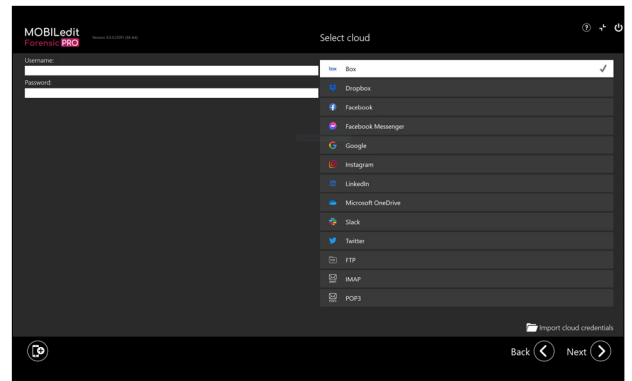 MOBILedit
Forensic PRO
Select cloud
Username:
Password:
box Box
Dropbox
Facebook
Facebook Messenger
Google
Instagram
LinkedIn
Microsoft OneDrive
Slack
Twitter
FTP
IMAP
POP3
Import cloud credentials
Back
Next